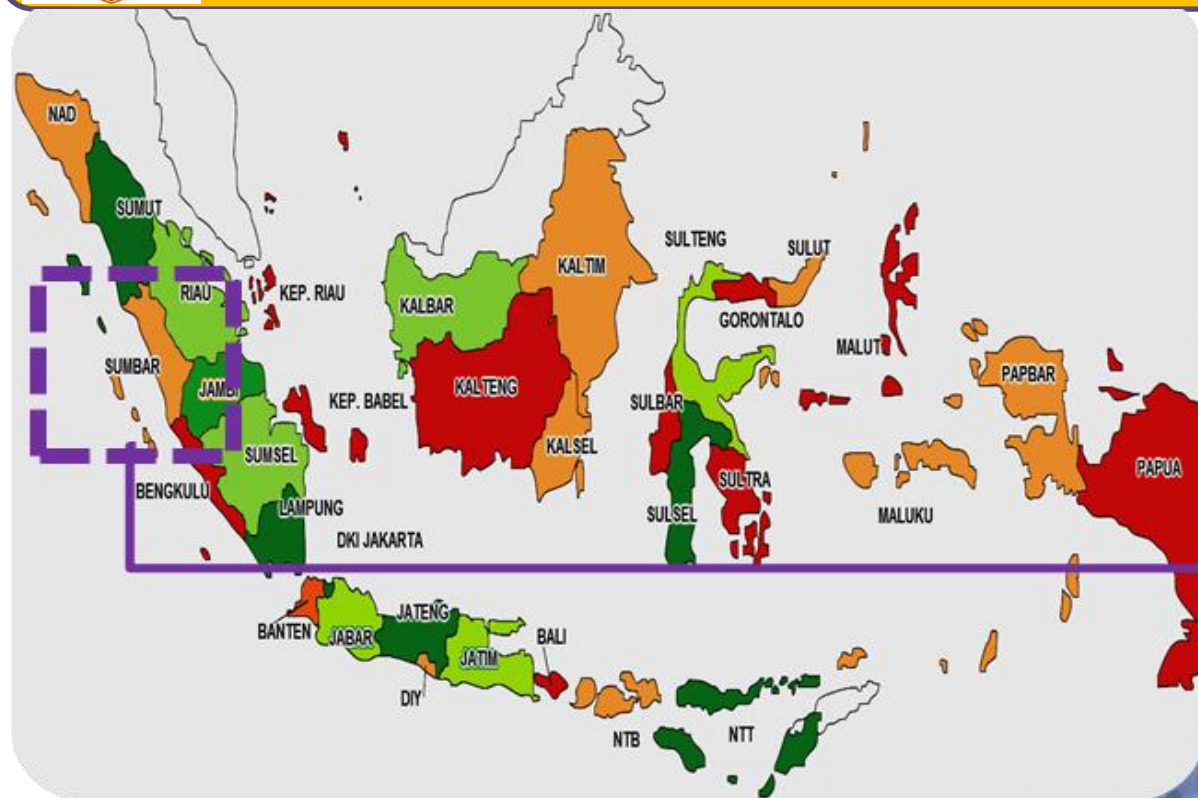 NAD
SUMUT
RIAU
KEP. RIAU
SUMBAR
JAMBI
KEP. BABEL
SUMSEL
BENGKULU
LAMPUNG
DKI JAKARTA
KALBAR
KALTIM
KALTENG
KALSEL
SULTENG
SULUT
GORONTALO
MALUT
SULBAR
SULTRA
SULSEL
MALUKU
PAPBAR
PAPUA
BANTEN
JABAR
JATENG
DIY
JATIM
BALI
NTB
NTT